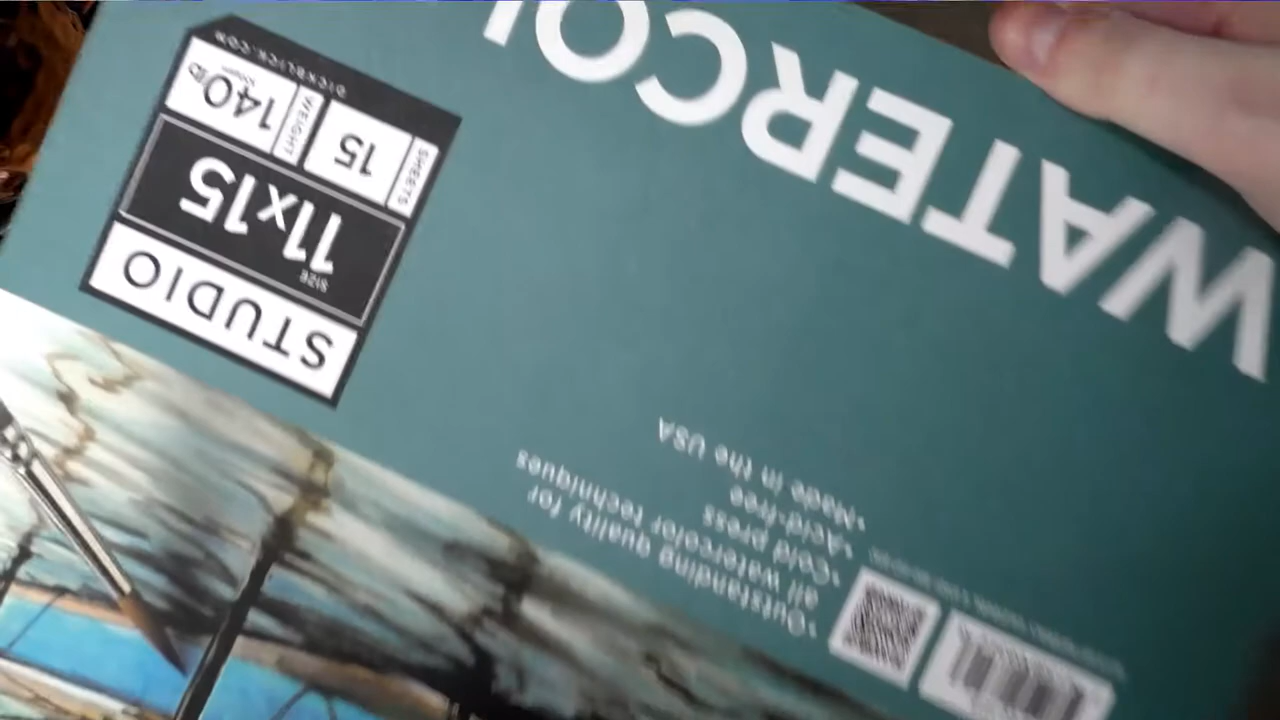 WATERCOL
•Outstanding quality for
all watercolor techniques
•Cold press
•Acid-free
•Made in the USA
STUDIO
SIZE
11x15
SHEETS
15
WEIGHT
140lb
DICKBLICK.COM